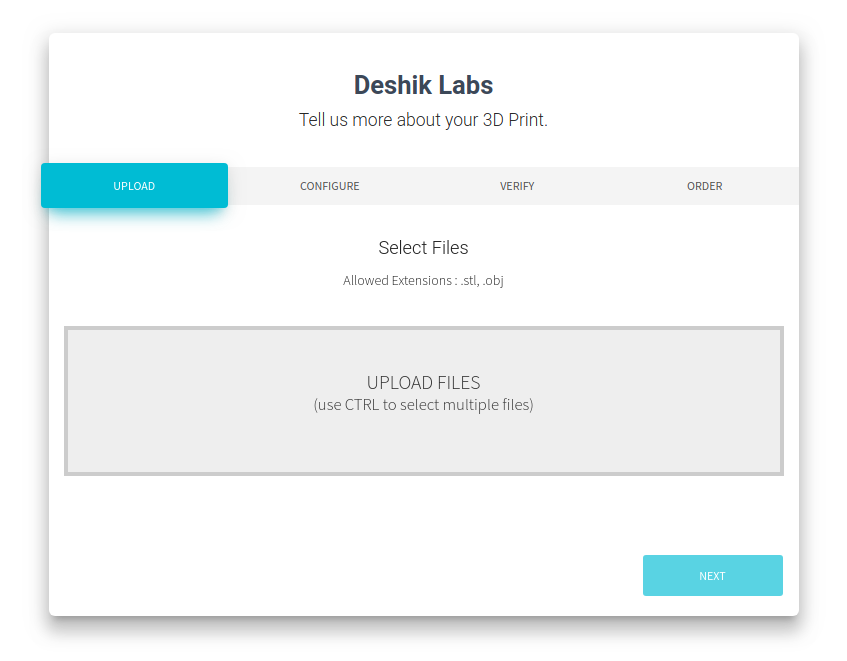 Deshik Labs
Tell us more about your 3D Print.
UPLOAD CONFIGURE VERIFY ORDER
Select Files
Allowed Extensions : .stl, .obj
UPLOAD FILES
(use CTRL to select multiple files)
NEXT